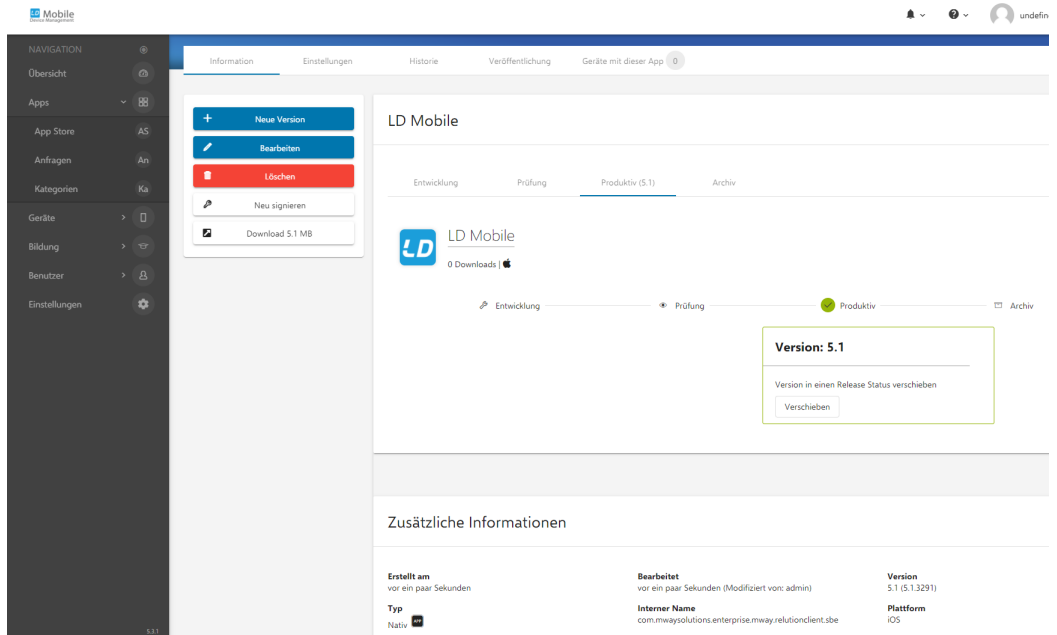 LD Mobile
Device Management.
undefin
NAVIGATION
Übersicht
Apps
App Store AS
Anfragen An
Kategorien Ka
Geräte
Bildung
Benutzer
Einstellungen
5.3.1
Information Einstellungen Historie Veröffentlichung Geräte mit dieser App 0
Neue Version
Bearbeiten
Löschen
Neu signieren
Download 5.1 MB
LD Mobile
Entwicklung Prüfung Produktiv (5.1) Archiv
LD
LD Mobile
0 Downloads |
Entwicklung Prüfung Produktiv Archiv
Version: 5.1
Version in einen Release Status verschieben
Verschieben
Zusätzliche Informationen
Erstellt am Bearbeitet Version
vor ein paar Sekunden vor ein paar Sekunden (Modifiziert von: admin) 5.1 (5.1.3291)
Typ Interner Name Plattform
Nativ APP com.mwaysolutions.enterprise.mway.relutionclient.sbe iOS